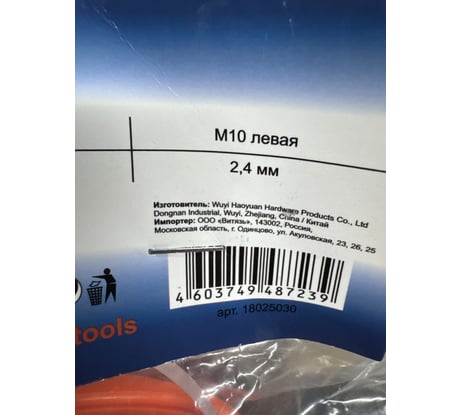 М10 левая
2,4 мм
Изготовитель: Wuyi Haoyuan Hardware Products Co., Ltd
Dongnan Industrial, Wuyi, Zhejiang, China / Китай
Импортер: ООО «Витязь», 143002, Россия,
Московская область, г. Одинцово, ул. Акуловская, 23, 26, 25
4 603749 487239
арт. 18025030
tools